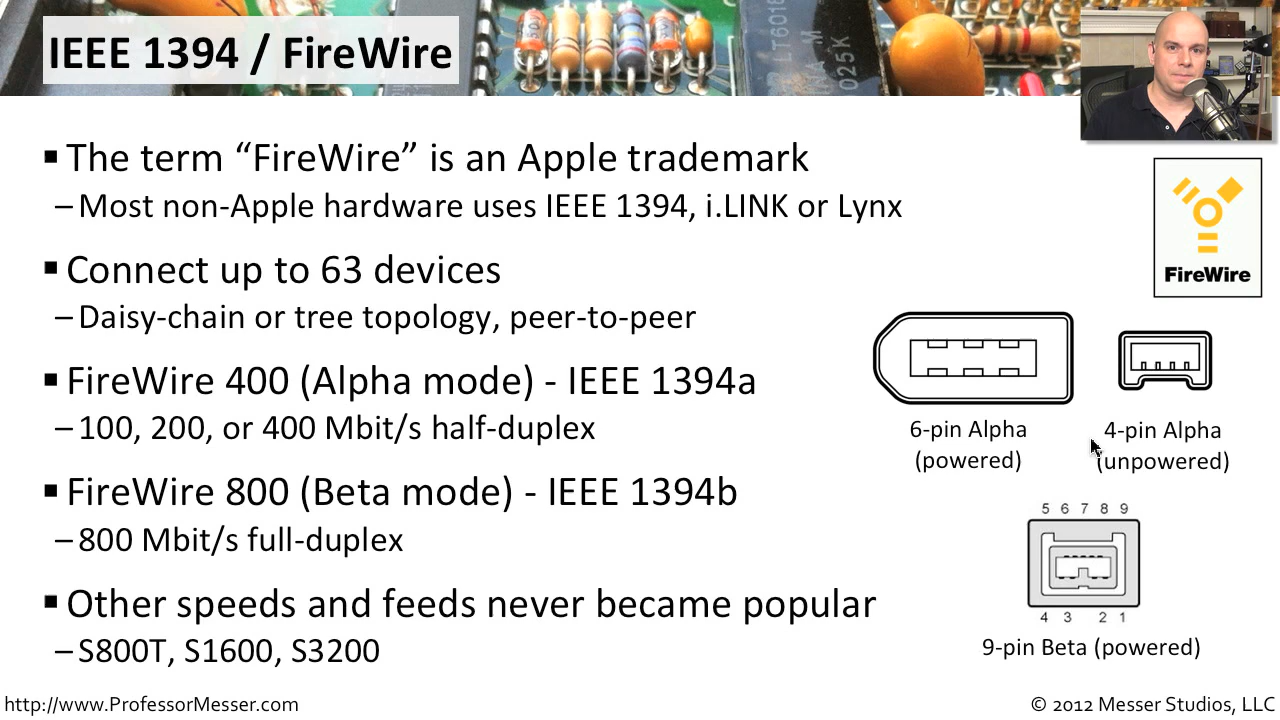 IEEE 1394 / FireWire
LT6018
M
025K
▪ The term “FireWire” is an Apple trademark
– Most non-Apple hardware uses IEEE 1394, i.LINK or Lynx
▪ Connect up to 63 devices
– Daisy-chain or tree topology, peer-to-peer
▪ FireWire 400 (Alpha mode) - IEEE 1394a
– 100, 200, or 400 Mbit/s half-duplex
▪ FireWire 800 (Beta mode) - IEEE 1394b
– 800 Mbit/s full-duplex
▪ Other speeds and feeds never became popular
– S800T, S1600, S3200
FireWire
6-pin Alpha
(powered)
4-pin Alpha
(unpowered)
5 6 7 8 9
4 3 2 1
9-pin Beta (powered)
http://www.ProfessorMesser.com
© 2012 Messer Studios, LLC